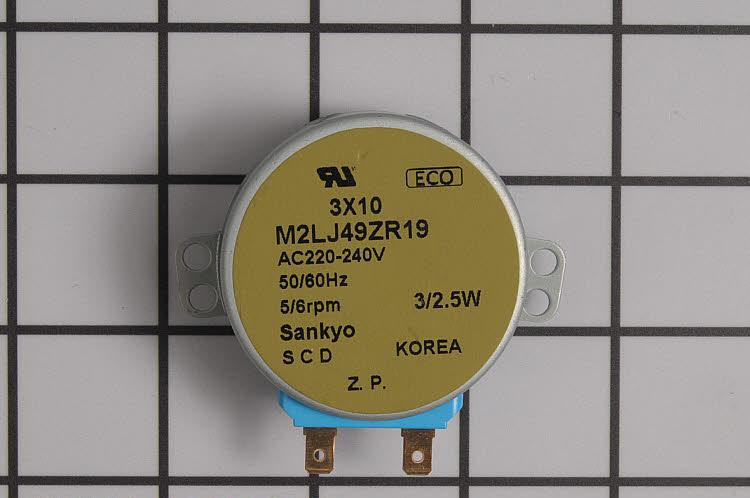 ECO
3X10
M2LJ49ZR19
AC220-240V
50/60Hz
5/6rpm 3/2.5W
Sankyo
S C D KOREA
Z. P.